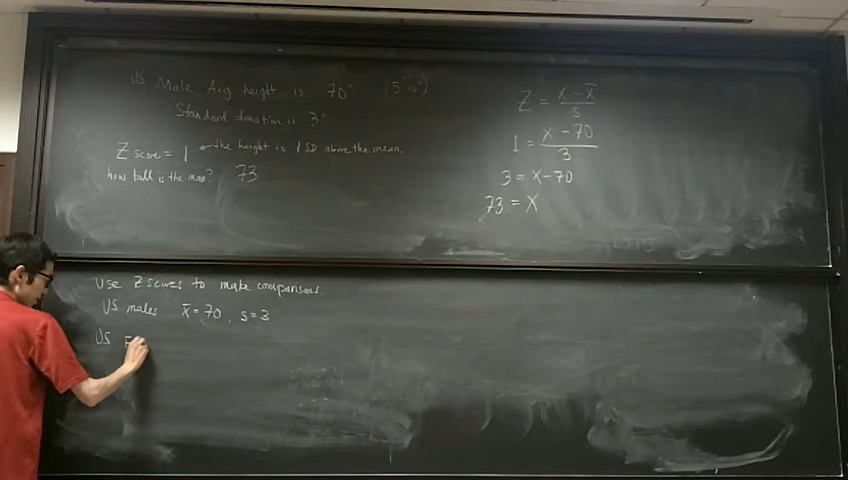 US Male Avg height is 70" (5'10")
Standard deviation is 3"
Z score = 1 ← the height is 1 SD above the mean.
how tall is the man? 73
Z = x - x̄ / s
1 = x - 70 / 3
3 = x - 70
73 = x
Use Z scores to make comparisons.
US males x̄ = 70, s = 3
US F